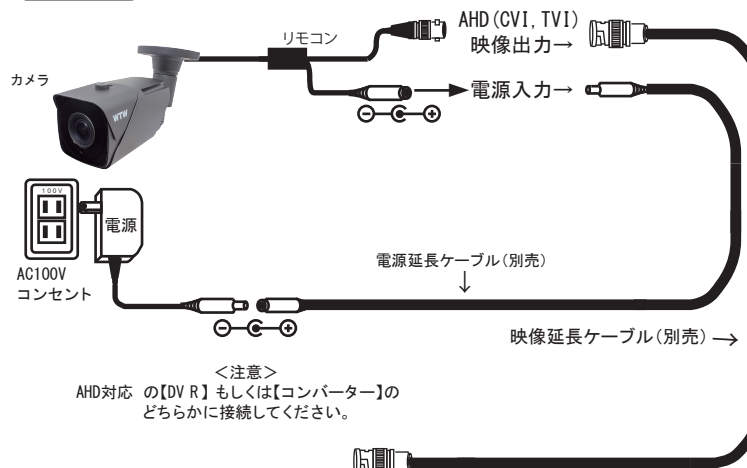 リモコン
AHD(CVI,TVI)
映像出力→
カメラ
WTW
電源入力→
100V
電源
AC100V
コンセント
電源延長ケーブル(別売)
↓
映像延長ケーブル(別売)→
<注意>
AHD対応 の【DV R】もしくは【コンバーター】の
どちらかに接続してください。